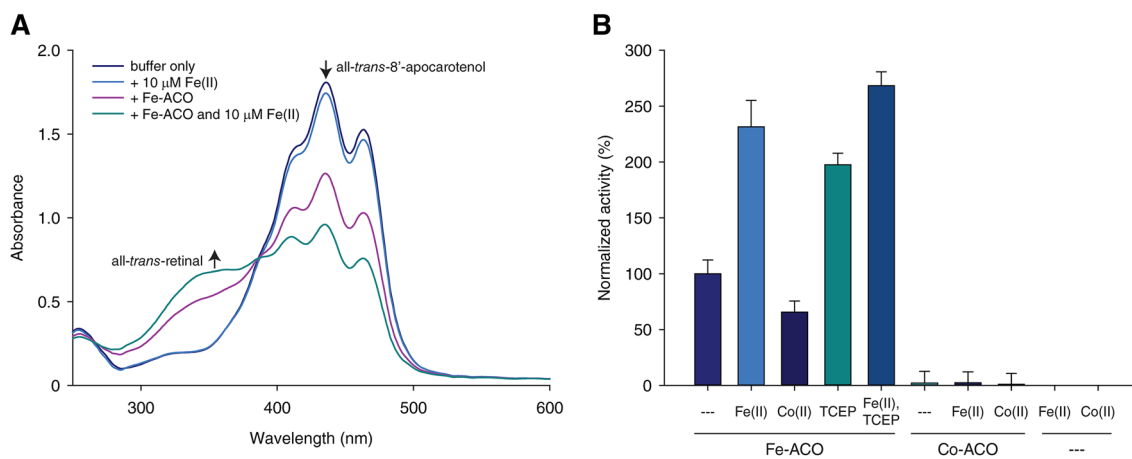 A
2.0
1.5
1.0
0.5
0
Absorbance
300
400
500
600
Wavelength (nm)
buffer only
+ 10 μM Fe(II)
+ Fe-ACO
+ Fe-ACO and 10 μM Fe(II)
all-trans-8'-apocarotenol
all-trans-retinal
B
300
250
200
150
100
50
0
Normalized activity (%)
--- Fe(II) Co(II) TCEP Fe(II), --- Fe(II) Co(II) Fe(II) Co(II)
TCEP
Fe-ACO Co-ACO ---